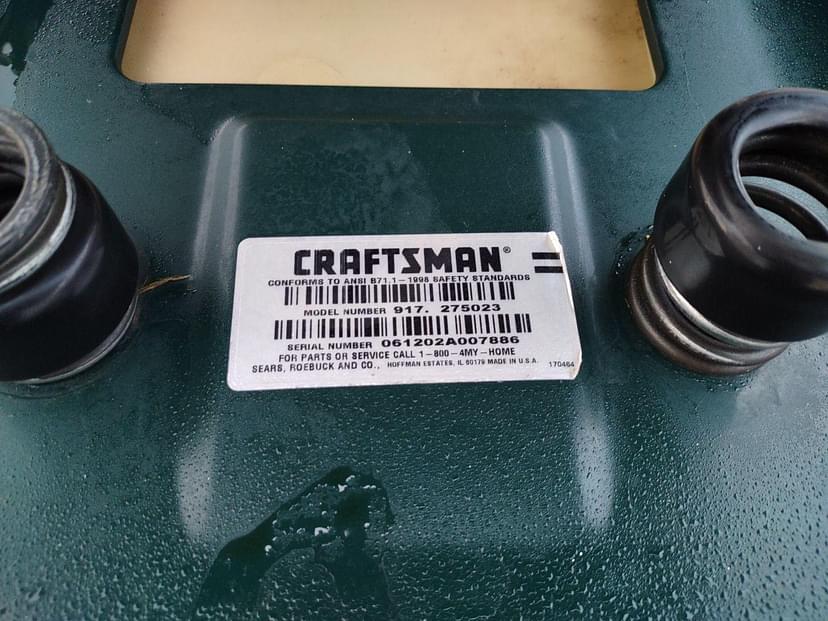 CRAFTSMAN®
CONFORMS TO ANSI B71.1-1998 SAFETY STANDARDS
MODEL NUMBER 917. 275023
SERIAL NUMBER 061202A007886
FOR PARTS OR SERVICE CALL 1-800-4MY-HOME
SEARS, ROEBUCK AND CO., HOFFMAN ESTATES, IL 60179 MADE IN U.S.A. 170464